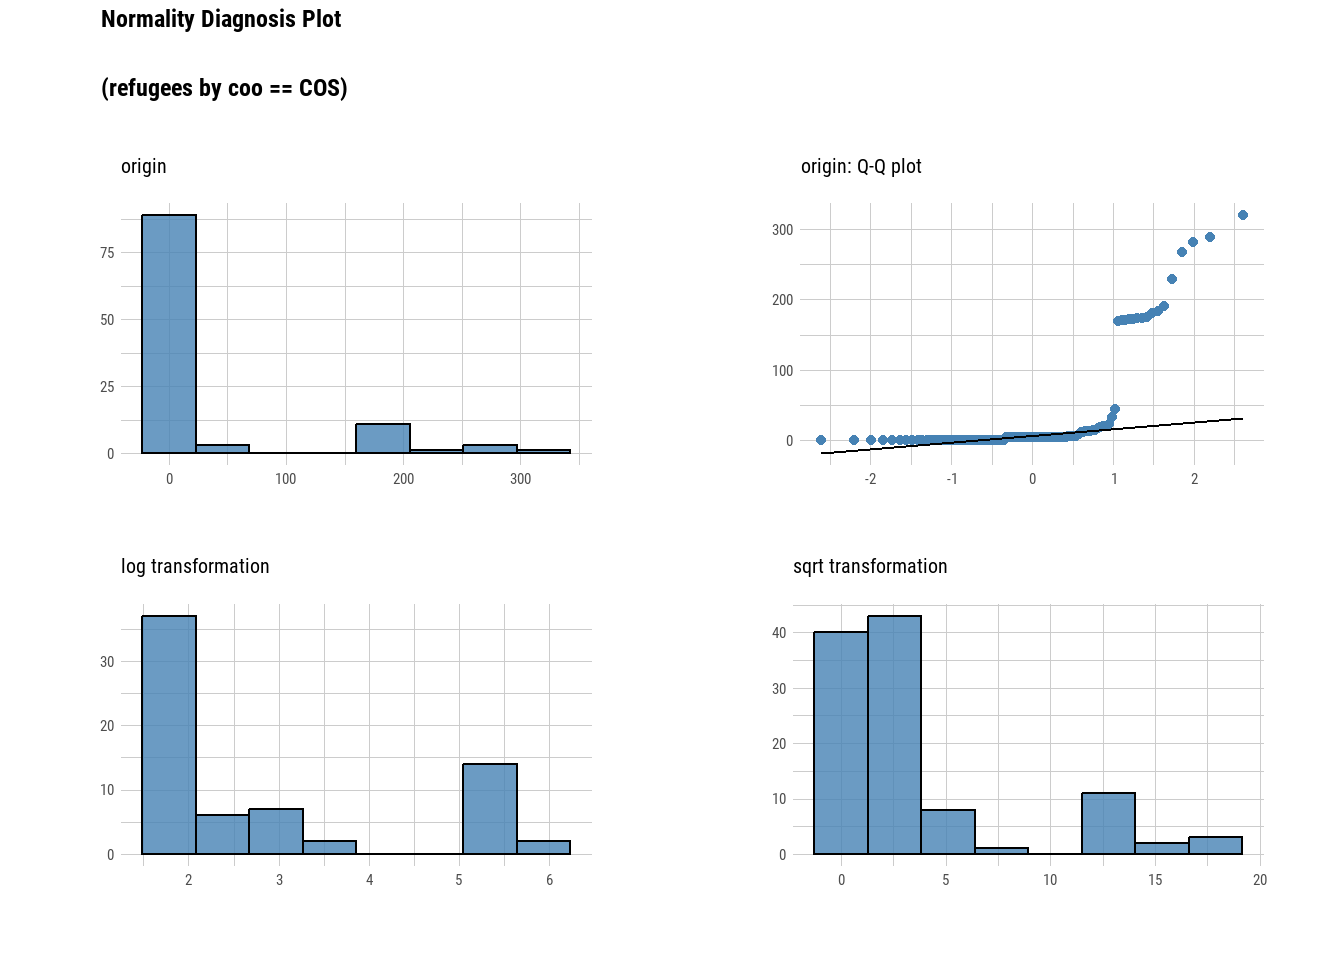 Normality Diagnosis Plot
(refugees by coo == COS)
origin
75
50
25
0
0 100 200 300
origin: Q-Q plot
300
200
100
0
-2 -1 0 1 2
log transformation
30
20
10
0
2 3 4 5 6
sqrt transformation
40
30
20
10
0
0 5 10 15 20